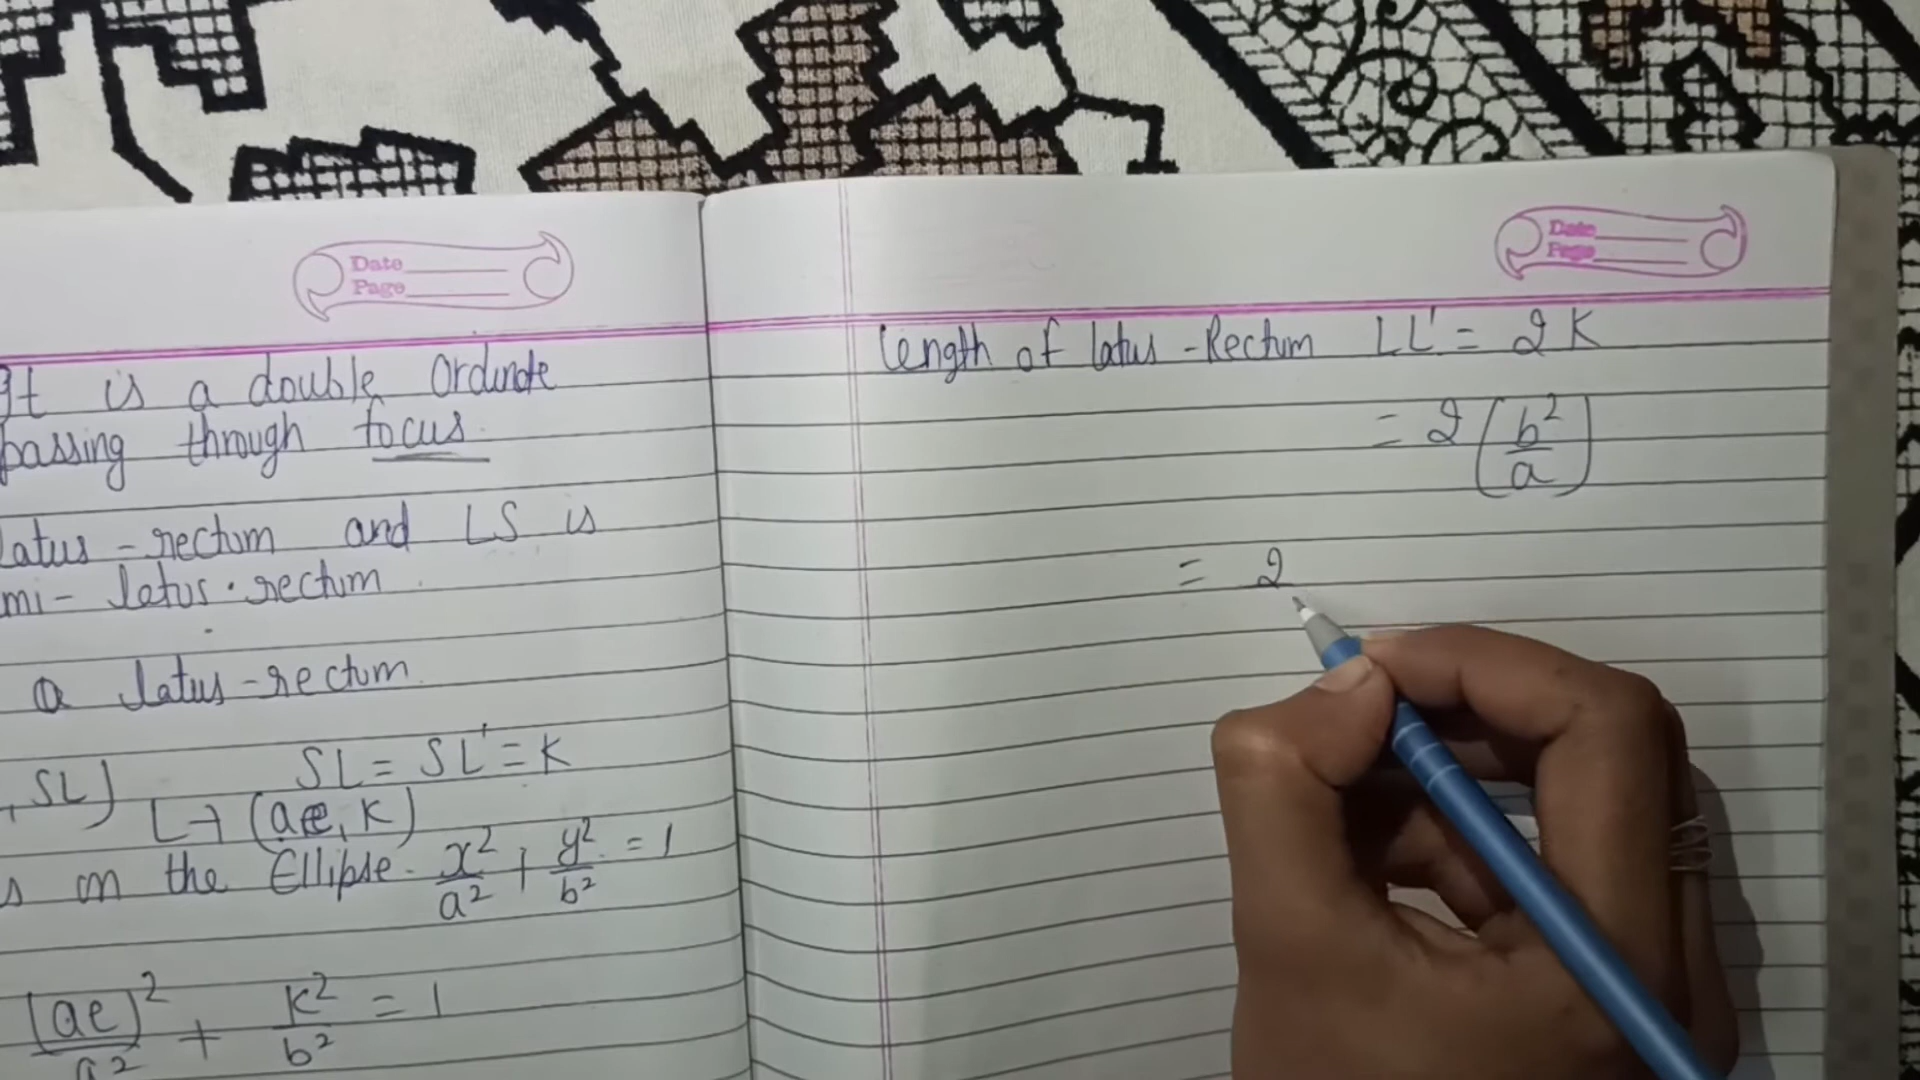 Date
Page
It is a double Ordinate
passing through focus.
latus-rectum and LS is
mi-latus.rectum
a latus-rectum.
, SL) SL = SL' = K
L → (ae, K)
s on the Ellipse. x²/a² + y²/b² = 1
(ae)²/a² + K²/b² = 1
Date
Page
length of latus-Rectum LL' = 2K
= 2(b²/a)
= 2